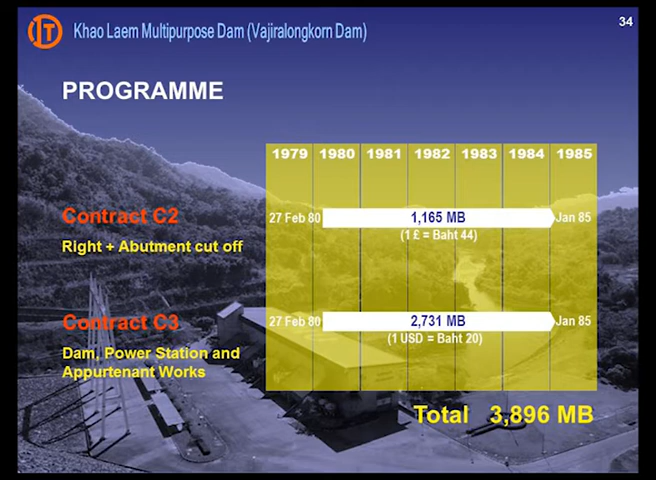 IT
Khao Laem Multipurpose Dam (Vajiralongkorn Dam)
34
PROGRAMME
1979 1980 1981 1982 1983 1984 1985
Contract C2
27 Feb 80 1,165 MB Jan 85
(1 £ = Baht 44)
Right + Abutment cut off
Contract C3
27 Feb 80 2,731 MB Jan 85
(1 USD = Baht 20)
Dam, Power Station and
Appurtenant Works
Total 3,896 MB